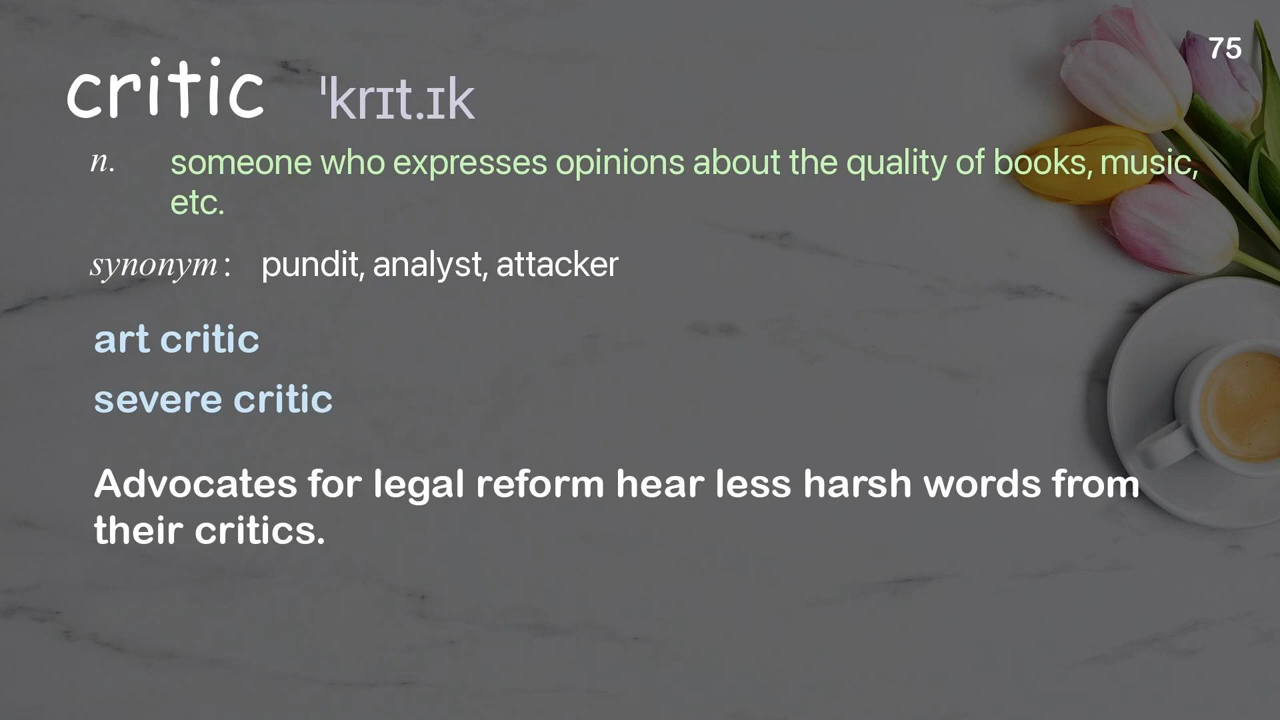 75
critic ˈkrɪt.ɪk
n. someone who expresses opinions about the quality of books, music,
etc.
synonym: pundit, analyst, attacker
art critic
severe critic
Advocates for legal reform hear less harsh words from
their critics.